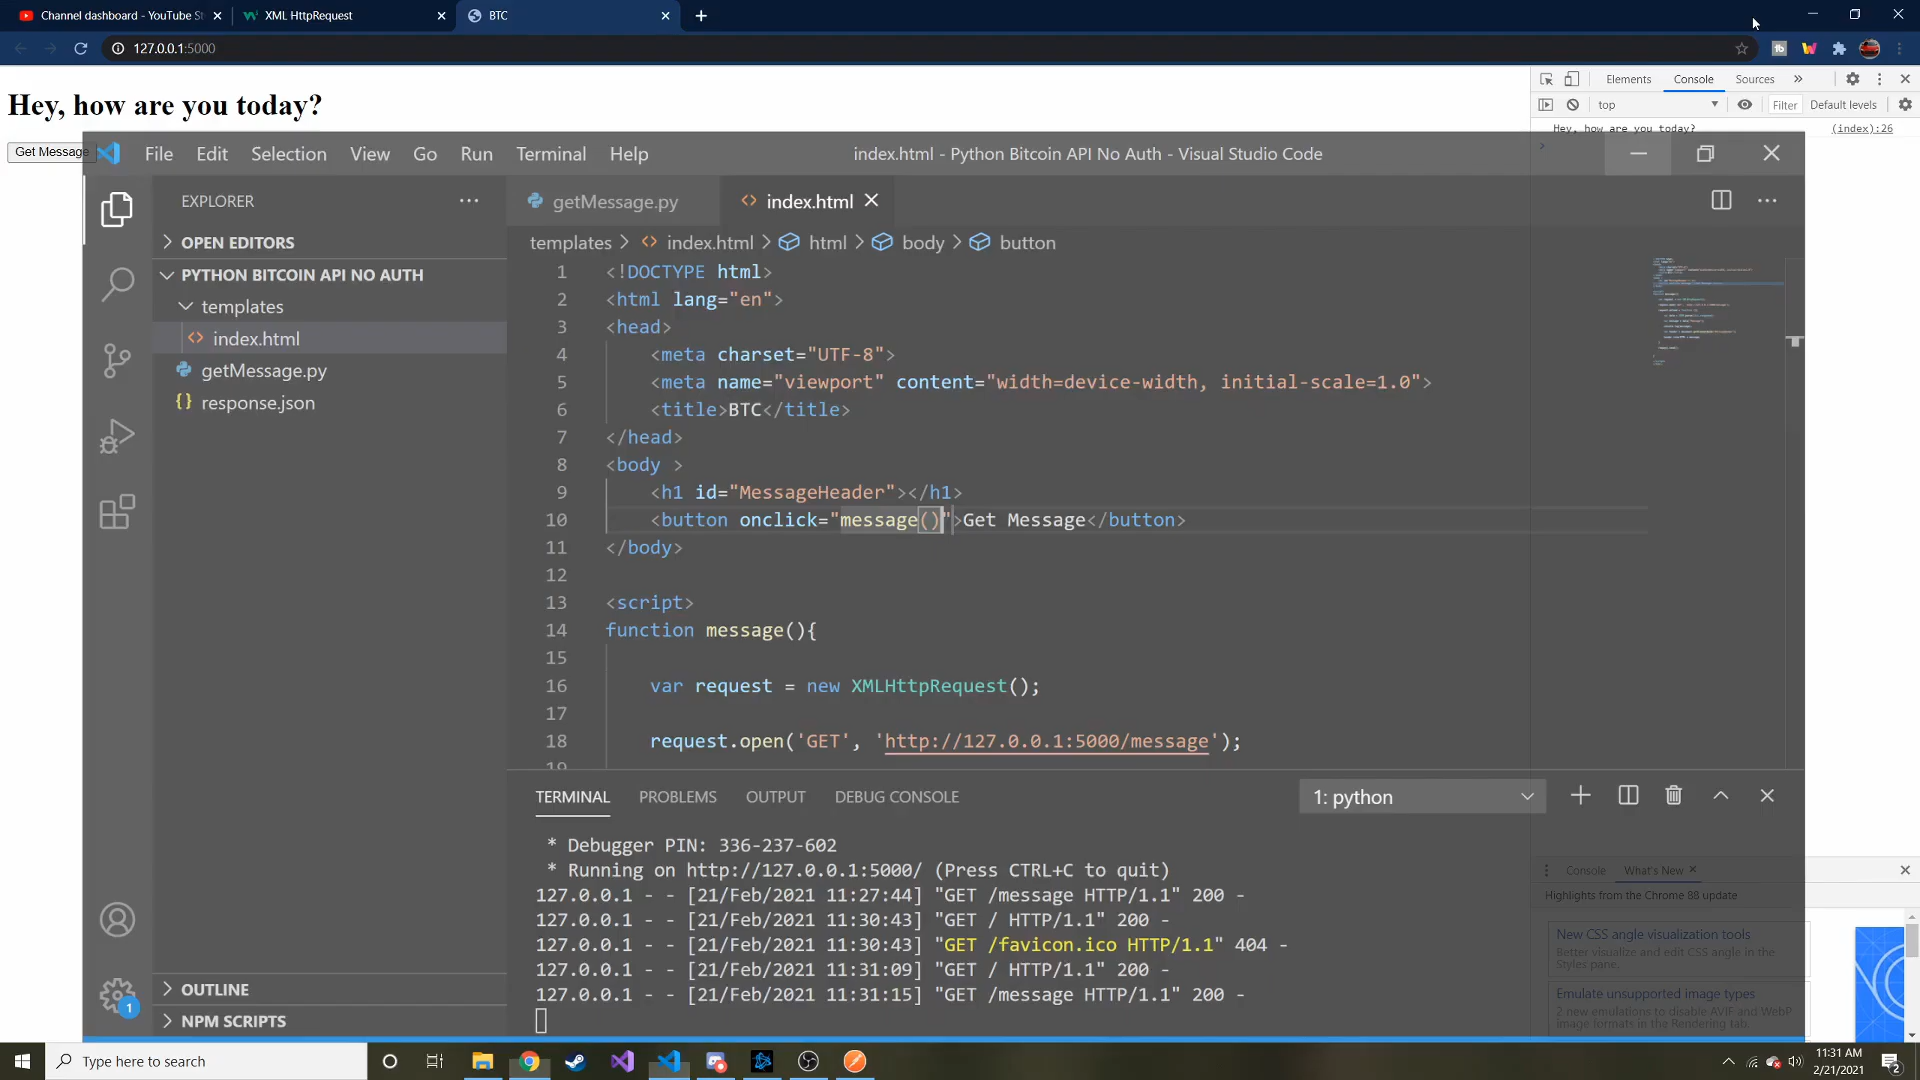 Channel dashboard - YouTube St
XML HttpRequest
BTC
127.0.0.1:5000
Hey, how are you today?
Get Message
Elements
Console
Sources
top
Filter
Default levels
Hey, how are you today?
(index):26
File
Edit
Selection
View
Go
Run
Terminal
Help
index.html - Python Bitcoin API No Auth - Visual Studio Code
EXPLORER
OPEN EDITORS
PYTHON BITCOIN API NO AUTH
templates
index.html
getMessage.py
response.json
OUTLINE
NPM SCRIPTS
1
getMessage.py
index.html
templates > index.html > html > body > button
1 <!DOCTYPE html>
2 <html lang="en">
3 <head>
4 <meta charset="UTF-8">
5 <meta name="viewport" content="width=device-width, initial-scale=1.0">
6 <title>BTC</title>
7 </head>
8 <body >
9 <h1 id="MessageHeader"></h1>
10 <button onclick="message()">Get Message</button>
11 </body>
12
13 <script>
14 function message(){
15
16 var request = new XMLHttpRequest();
17
18 request.open('GET', 'http://127.0.0.1:5000/message');
19
TERMINAL
PROBLEMS
OUTPUT
DEBUG CONSOLE
1: python
* Debugger PIN: 336-237-602
* Running on http://127.0.0.1:5000/ (Press CTRL+C to quit)
127.0.0.1 - - [21/Feb/2021 11:27:44] "GET /message HTTP/1.1" 200 -
127.0.0.1 - - [21/Feb/2021 11:30:43] "GET / HTTP/1.1" 200 -
127.0.0.1 - - [21/Feb/2021 11:30:43] "GET /favicon.ico HTTP/1.1" 404 -
127.0.0.1 - - [21/Feb/2021 11:31:09] "GET / HTTP/1.1" 200 -
127.0.0.1 - - [21/Feb/2021 11:31:15] "GET /message HTTP/1.1" 200 -
Console
What's New
Highlights from the Chrome 88 update
New CSS angle visualization tools
Better visualize and edit CSS angle in the
Styles pane.
Emulate unsupported image types
2 new emulations to disable AVIF and WebP
image formats in the Rendering tab.
Type here to search
11:31 AM
2/21/2021
2